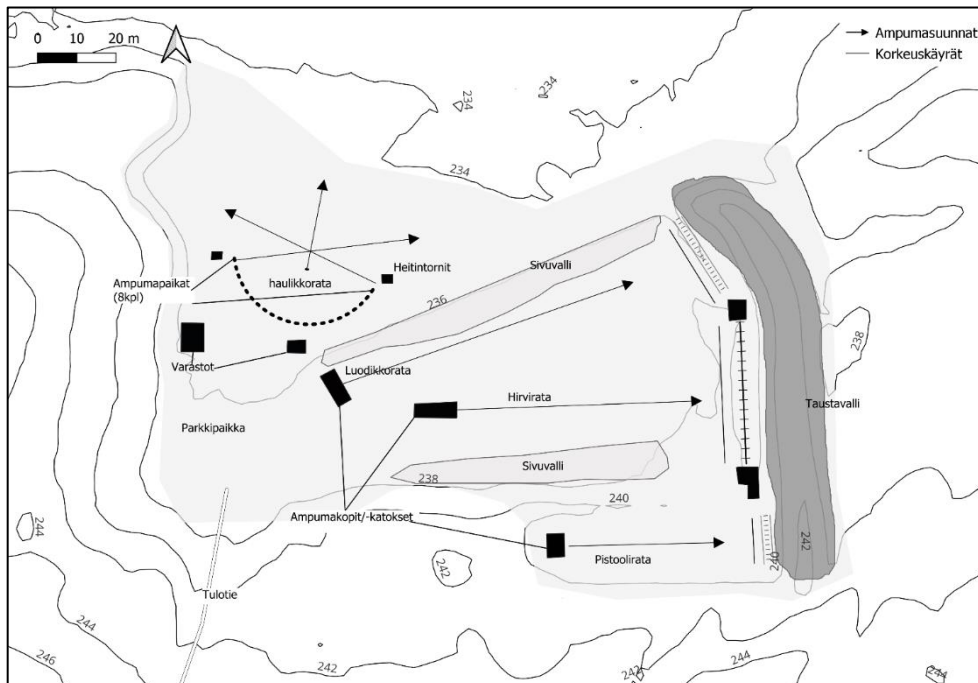 0 10 20 m
Ampumasuunnat
Korkeuskäyrät
234
234
234
Ampumapaikat
(8kpl)
haulikkorata
Heitintornit
Sivuvalli
236
Varastot
Luodikkorata
238
Hirvirata
Taustavalli
Parkkipaikka
Sivuvalli
238
240
Ampumakopit/-katokset
244
242
Pistoolirata
240
242
Tulotie
244
246
242
242
244
244